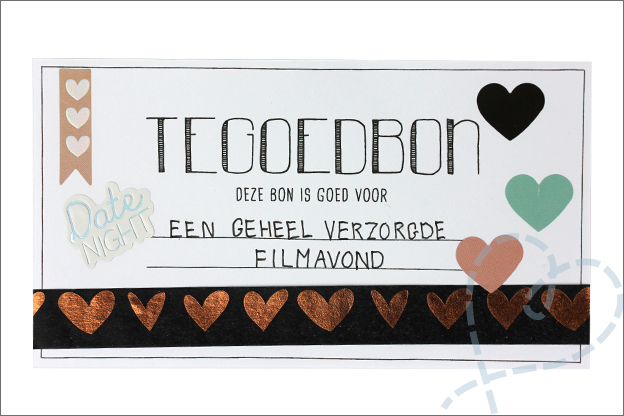 TEGOEDBON
DEZE BON IS GOED VOOR
Date
NIGHT
EEN GEHEEL VERZORGDE
FILMAVOND